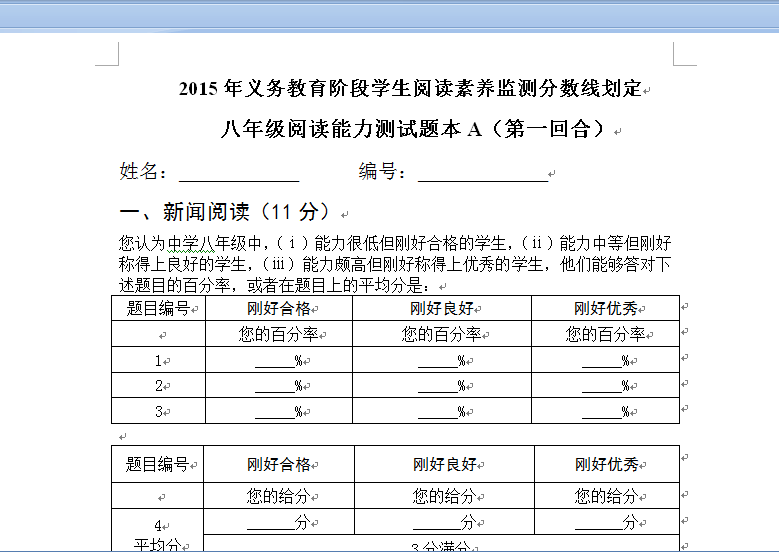 2015 年义务教育阶段学生阅读素养监测分数线划定
八年级阅读能力测试题本 A（第一回合）
姓名：____________ 编号：_____________
一、新闻阅读（11 分）
您认为中学八年级中，（ⅰ）能力很低但刚好合格的学生，（ⅱ）能力中等但刚好
称得上良好的学生，（ⅲ）能力颇高但刚好称得上优秀的学生，他们能够答对下
述题目的百分率，或者在题目上的平均分是：
题目编号 刚好合格 刚好良好 刚好优秀
您的百分率 您的百分率 您的百分率
1 _____% _____% _____%
2 _____% _____% _____%
3 _____% _____% _____%
题目编号 刚好合格 刚好良好 刚好优秀
您的给分 您的给分 您的给分
4 ______分 ______分 ______分
平均分 3 分满分